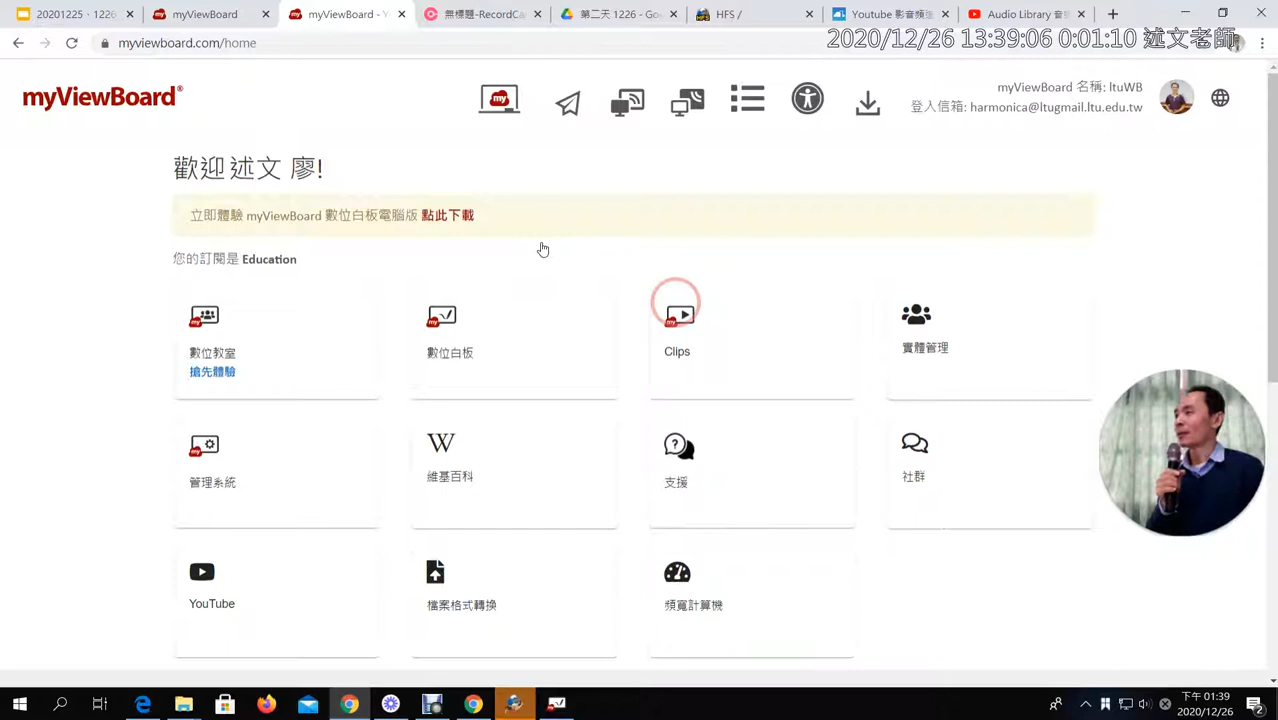 20201225、1226
myViewBoard
myViewBoard - Y
無標題-RecordCa
第二天 1226 - Go
HFS /
Youtube 影音頻
Audio Library 音
myviewboard.com/home
2020/12/26 13:39:06 0:01:10 述文老師
myViewBoard®
my
myViewBoard 名稱: ltuWB
登入信箱: harmonica@ltugmail.ltu.edu.tw
歡迎述文 廖!
立即體驗 myViewBoard 數位白板電腦版 點此下載
您的訂閱是 Education
數位教室
搶先體驗
數位白板
Clips
實體管理
管理系統
W
維基百科
支援
社群
YouTube
檔案格式轉換
頻寬計算機
下午 01:39
2020/12/26
2